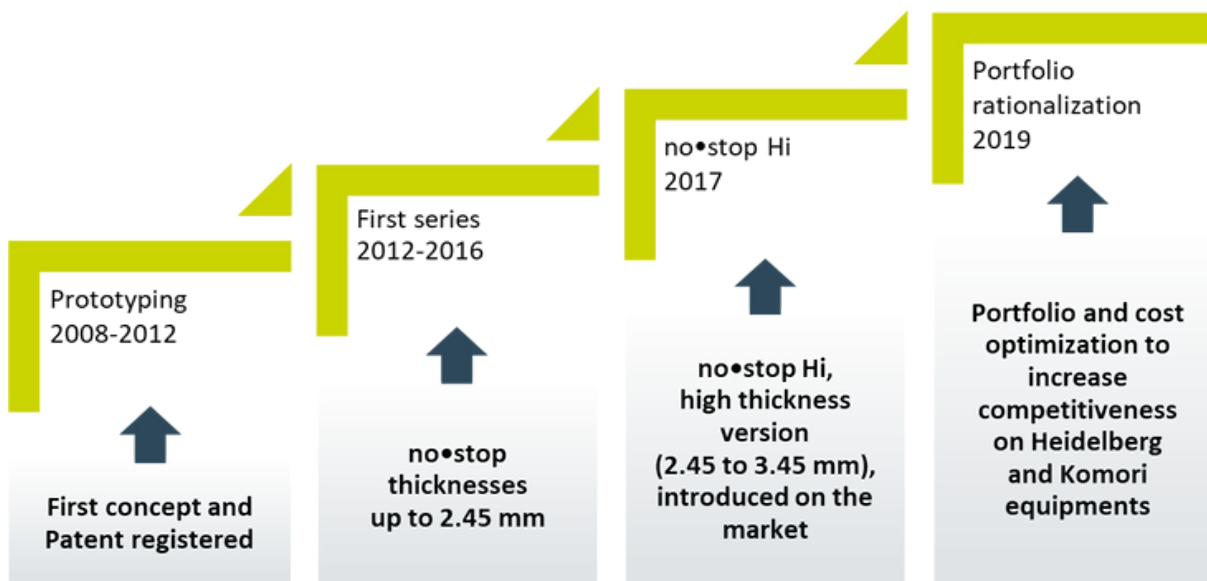 Prototyping
2008-2012
First concept and
Patent registered
First series
2012-2016
no•stop
thicknesses
up to 2.45 mm
no•stop Hi
2017
no•stop Hi,
high thickness
version
(2.45 to 3.45 mm),
introduced on the
market
Portfolio
rationalization
2019
Portfolio and cost
optimization to
increase
competitiveness
on Heidelberg
and Komori
equipments